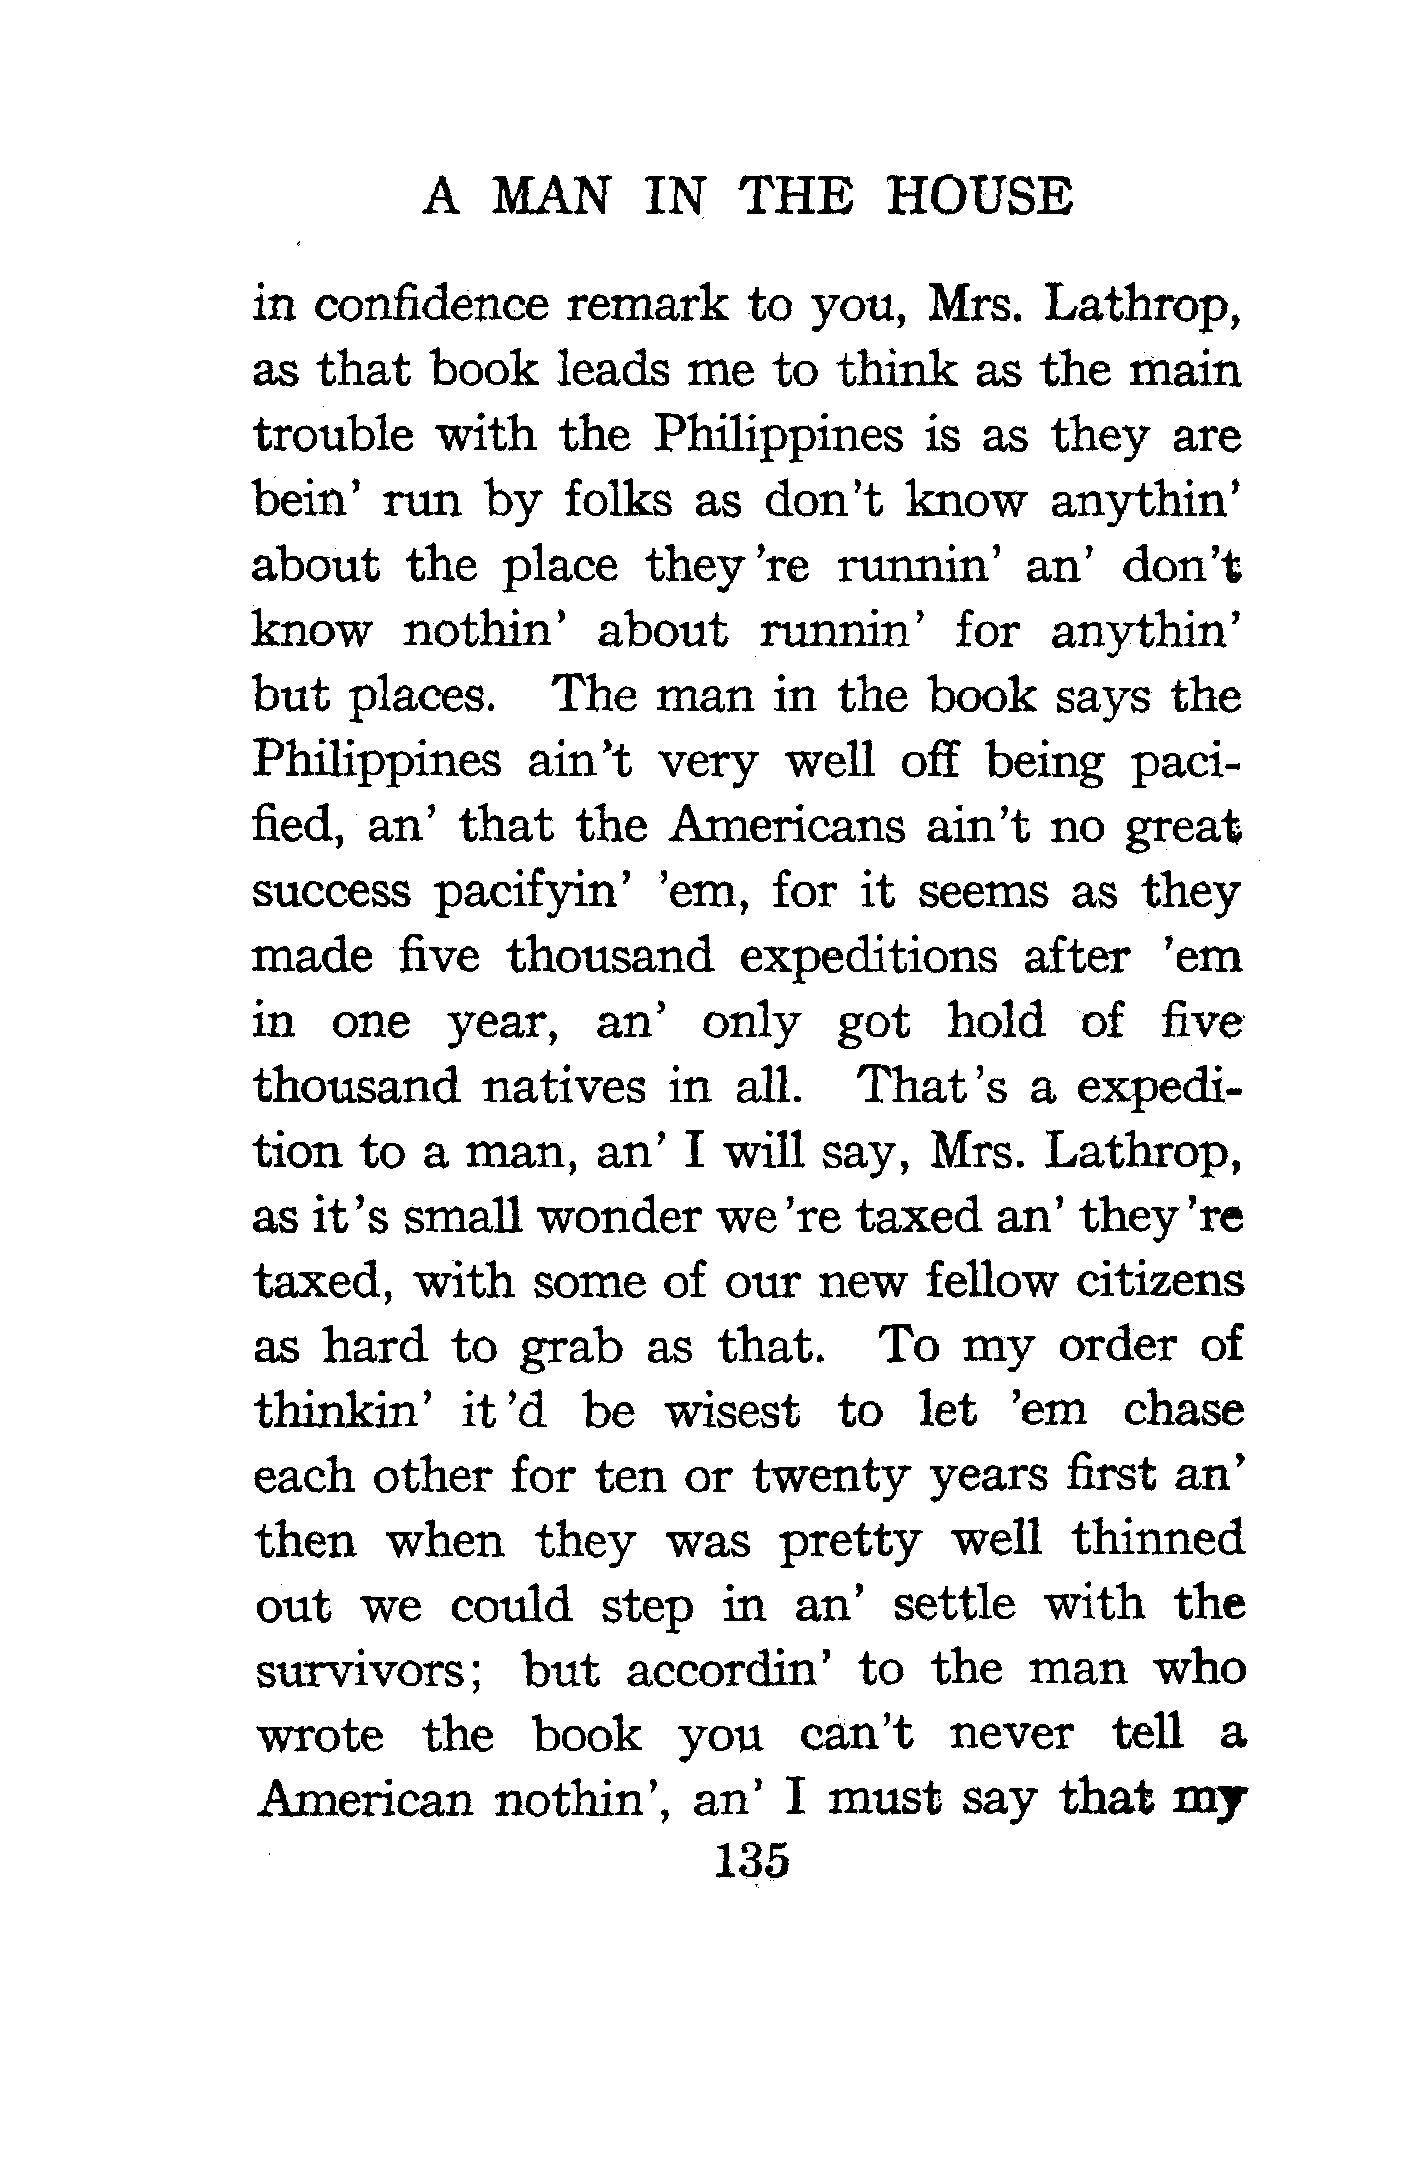 A MAN IN THE HOUSE
in confidence remark to you, Mrs. Lathrop,
as that book leads me to think as the main
trouble with the Philippines is as they are
bein' run by folks as don't know anythin'
about the place they 're runnin' an' don't
know nothin' about runnin' for anythin'
but places. The man in the book says the
Philippines ain't very well off being paci-
fied, an' that the Americans ain't no great
success pacifyin' 'em, for it seems as they
made five thousand expeditions after 'em
in one year, an' only got hold of five
thousand natives in all. That 's a expedi-
tion to a man, an' I will say, Mrs. Lathrop,
as it 's small wonder we 're taxed an' they 're
taxed, with some of our new fellow citizens
as hard to grab as that. To my order of
thinkin' it 'd be wisest to let 'em chase
each other for ten or twenty years first an'
then when they was pretty well thinned
out we could step in an' settle with the
survivors; but accordin' to the man who
wrote the book you can't never tell a
American nothin', an' I must say that my
135